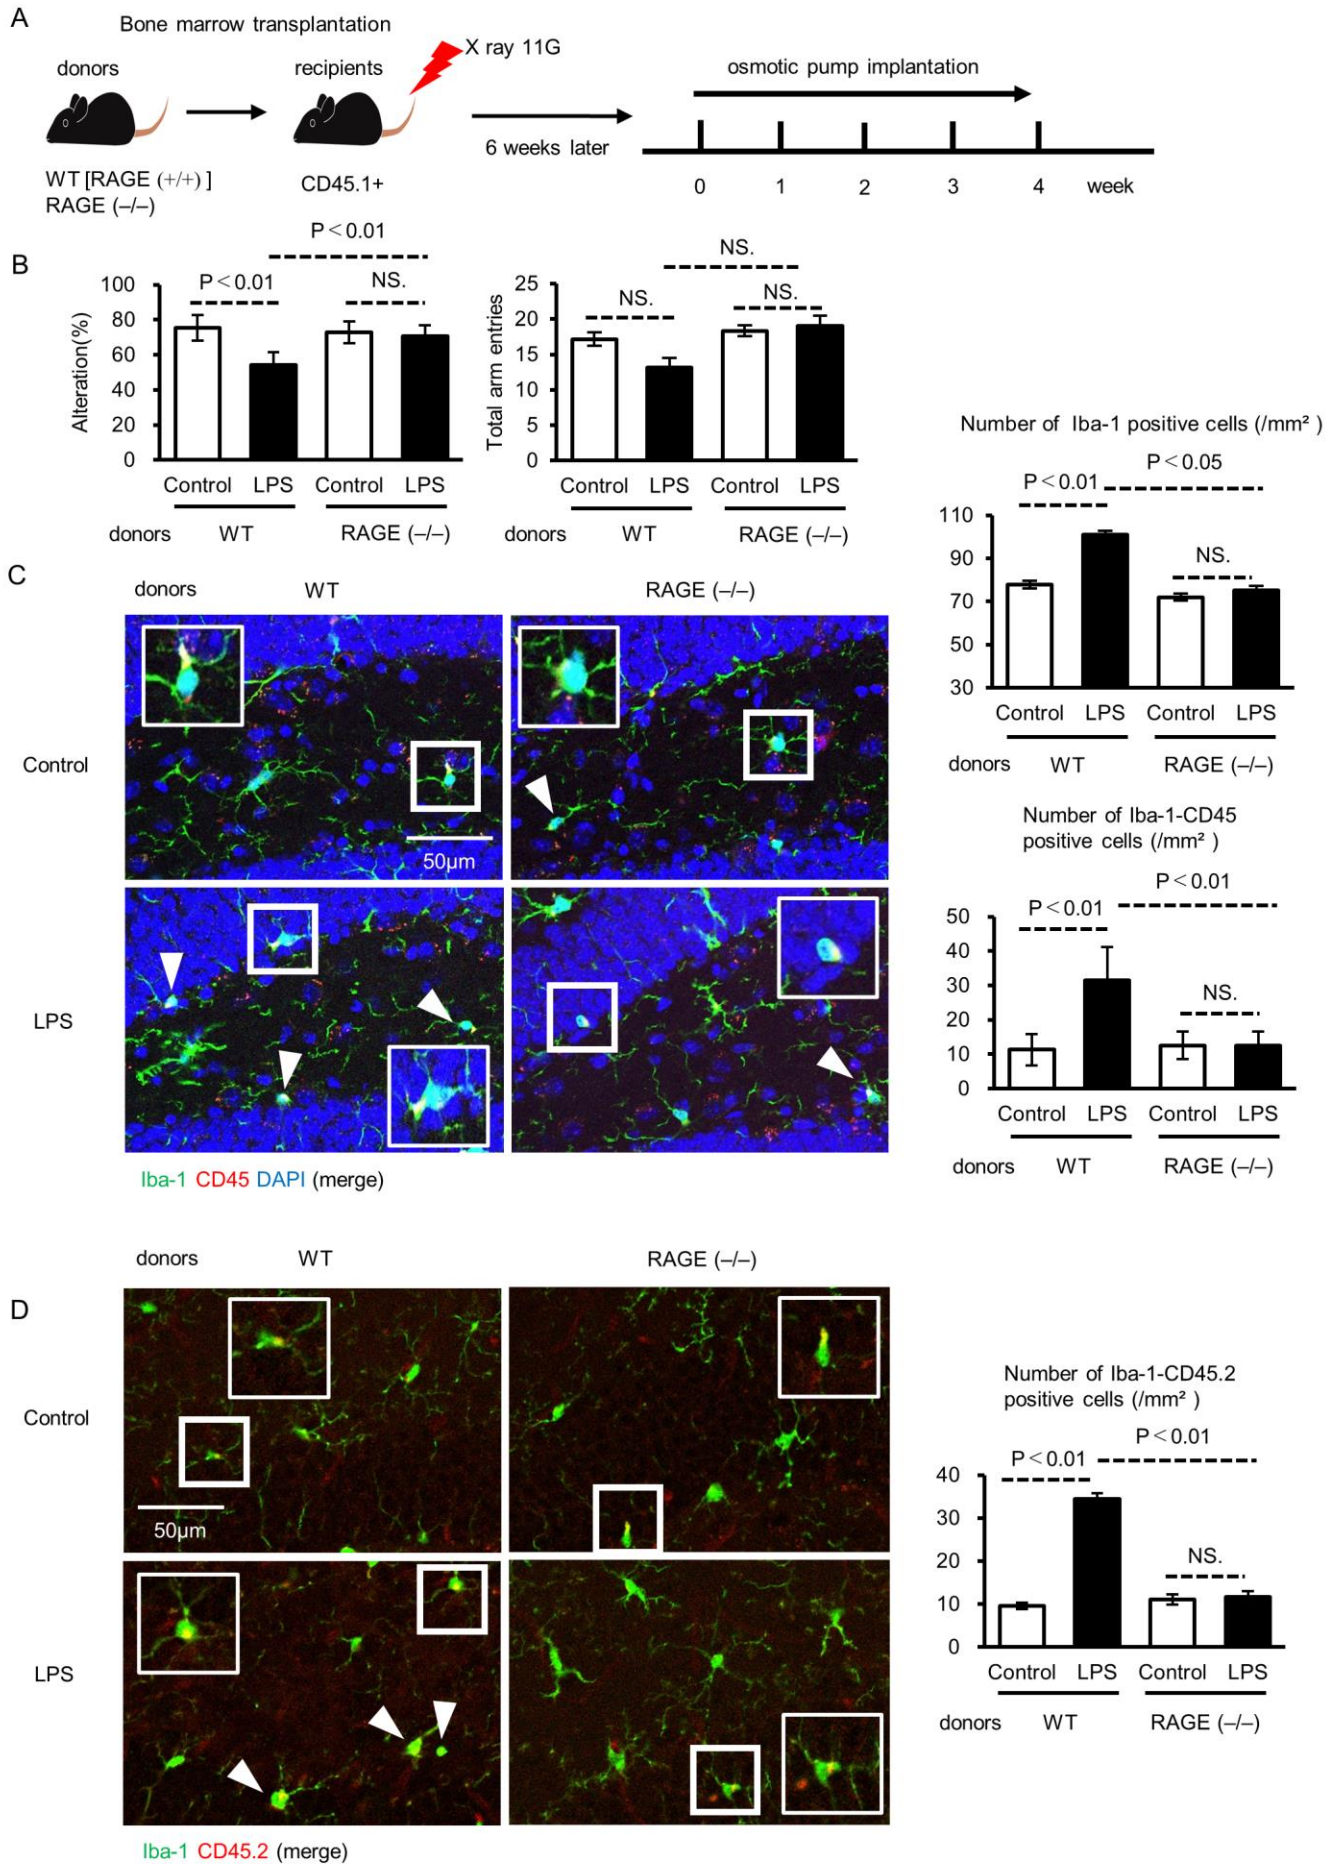 A
Bone marrow transplantation
donors
recipients
X ray 11G
WT [RAGE (+/+) ]
RAGE (–/–)
CD45.1+
6 weeks later
osmotic pump implantation
0 1 2 3 4 week
B
P < 0.01
P < 0.01
NS.
Alteration(%)
100
80
60
40
20
0
Control LPS Control LPS
donors WT RAGE (–/–)
NS.
NS.
NS.
Total arm entries
25
20
15
10
5
0
Control LPS Control LPS
donors WT RAGE (–/–)
C
donors WT RAGE (–/–)
Control
50µm
LPS
Iba-1 CD45 DAPI (merge)
Number of Iba-1 positive cells (/mm² )
P < 0.05
P < 0.01
NS.
110
90
70
50
30
Control LPS Control LPS
donors WT RAGE (–/–)
Number of Iba-1-CD45
positive cells (/mm² )
P < 0.01
P < 0.01
NS.
50
40
30
20
10
0
Control LPS Control LPS
donors WT RAGE (–/–)
D
donors WT RAGE (–/–)
Control
50µm
LPS
Iba-1 CD45.2 (merge)
Number of Iba-1-CD45.2
positive cells (/mm² )
P < 0.01
P < 0.01
NS.
40
30
20
10
0
Control LPS Control LPS
donors WT RAGE (–/–)